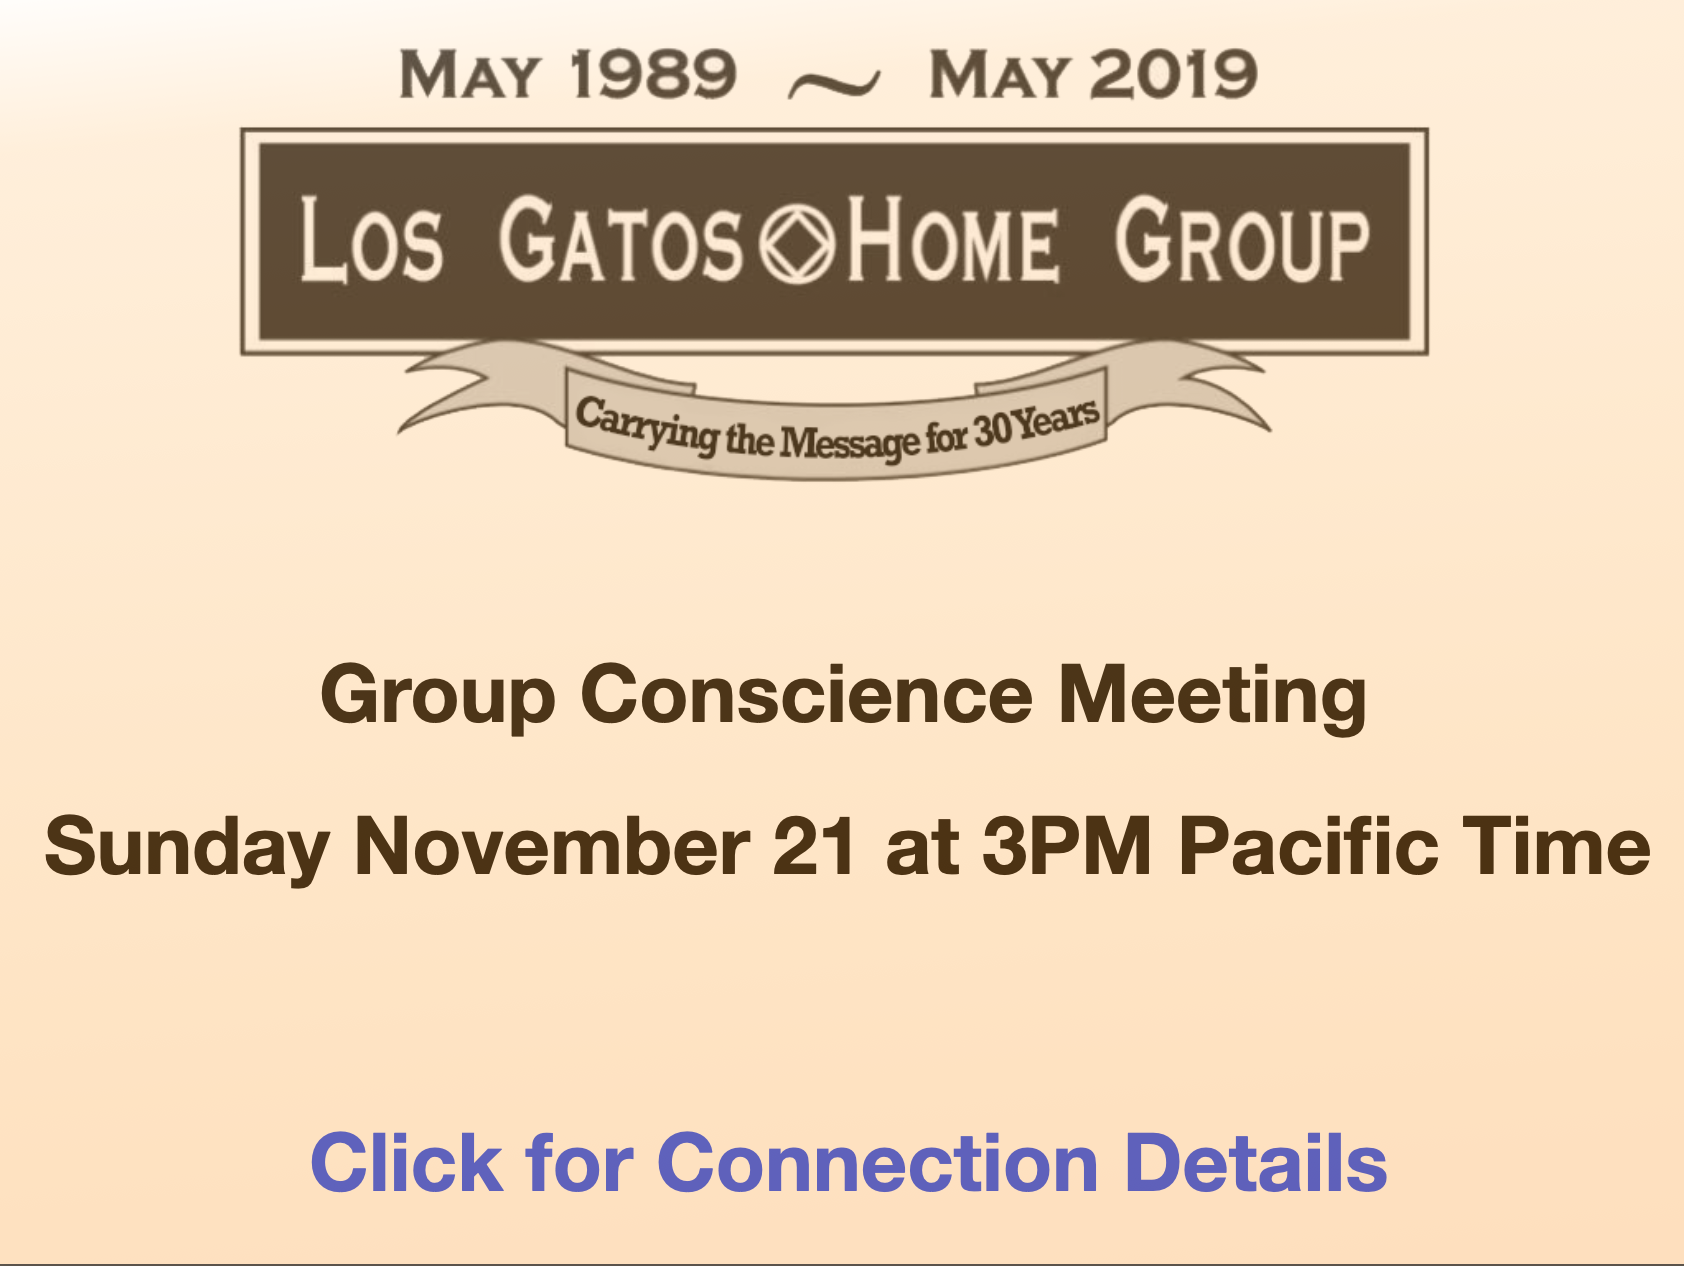 May 1989 ~ May 2019
Los Gatos Home Group
Carrying the Message for 30 Years
Group Conscience Meeting
Sunday November 21 at 3PM Pacific Time
Click for Connection Details